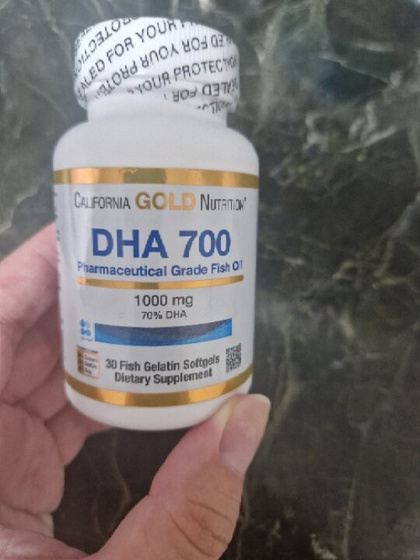 SEALED FOR YOUR PROTECTION
CALIFORNIA GOLD NUTRITION®
DHA 700
Pharmaceutical Grade Fish Oil
1000 mg
70% DHA
30 Fish Gelatin Softgels
Dietary Supplement